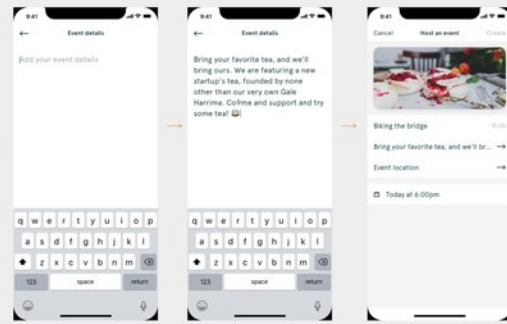 9:41
Event details
Add your event details
q w e r t y u i o p
a s d f g h j k l
z x c v b n m
123 space return
9:41
Event details
Bring your favorite tea, and we'll
bring ours. We are featuring a new
startup's tea, founded by none
other than our very own Gale
Harrima. Co9me and support and try
some tea!
q w e r t y u i o p
a s d f g h j k l
z x c v b n m
123 space return
9:41
Cancel Host an event Create
Biking the bridge
Bring your favorite tea, and we'll br...
Event location
Today at 6:00pm